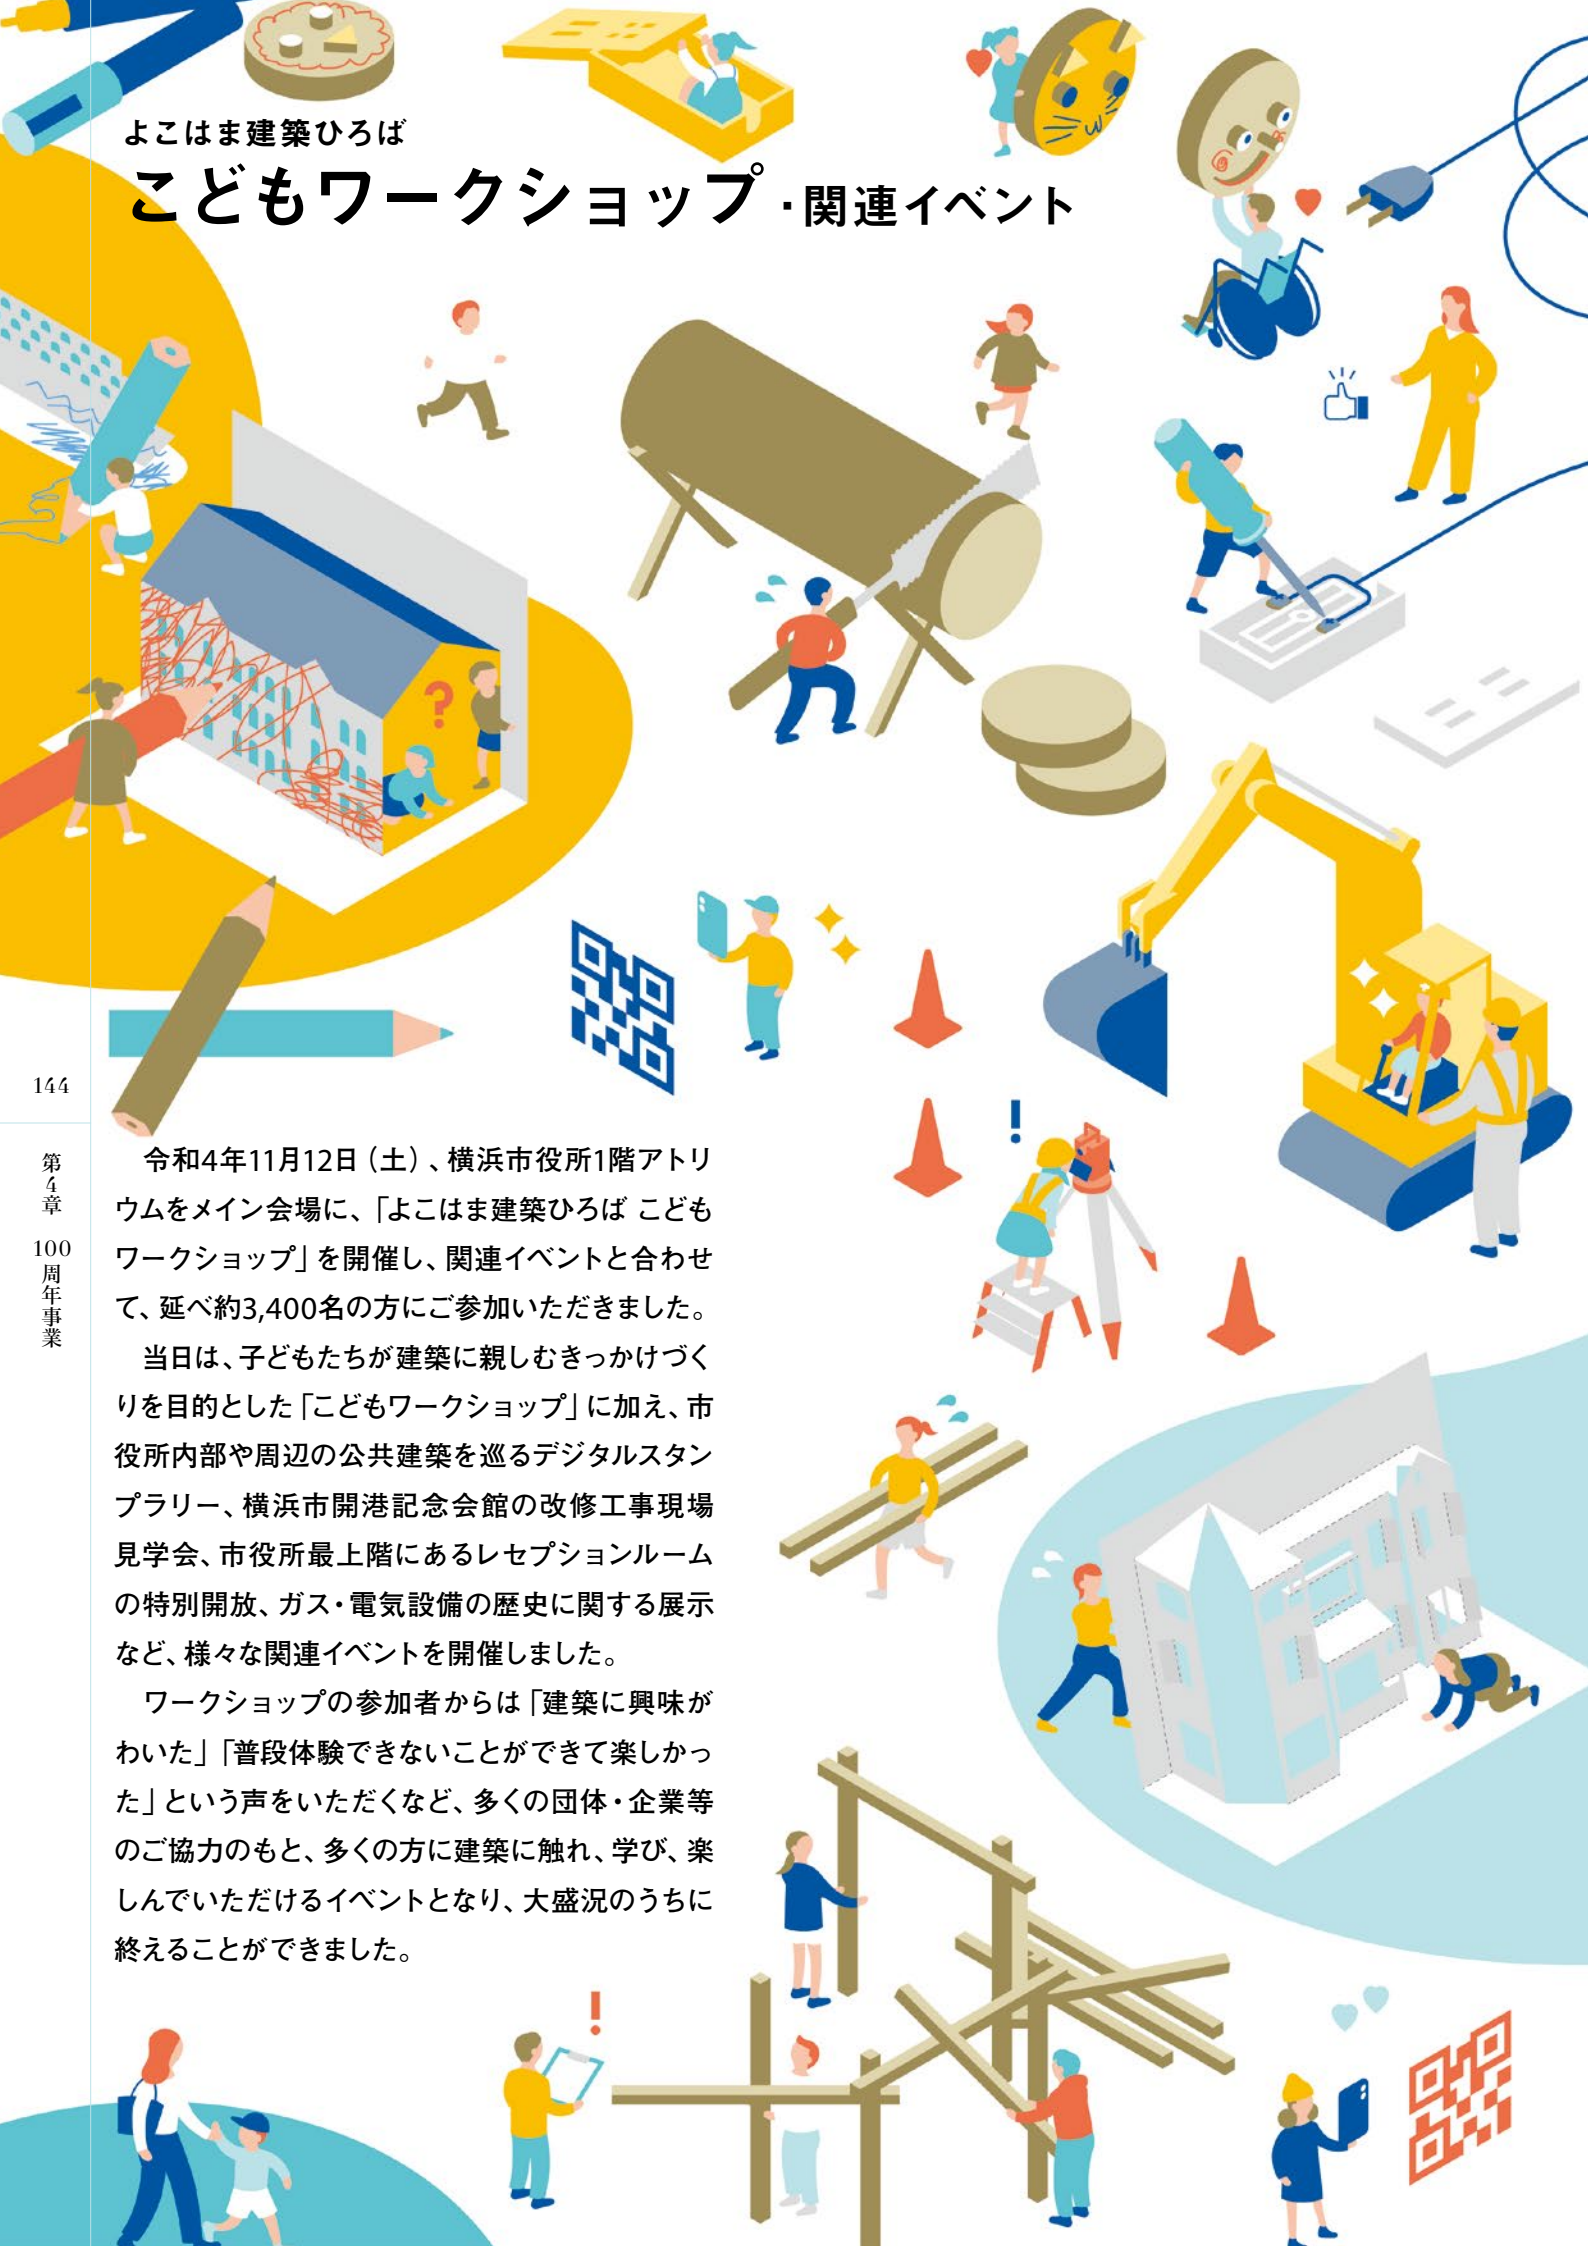 よこはま建築ひろば
こどもワークショップ・関連イベント
144
第4章 100周年事業
令和4年11月12日（土）、横浜市役所1階アトリ
ウムをメイン会場に、「よこはま建築ひろば こども
ワークショップ」を開催し、関連イベントと合わせ
て、延べ約3,400名の方にご参加いただきました。
当日は、子どもたちが建築に親しむきっかけづく
りを目的とした「こどもワークショップ」に加え、市
役所内部や周辺の公共建築を巡るデジタルスタン
プラリー、横浜市開港記念会館の改修工事現場
見学会、市役所最上階にあるレセプションルーム
の特別開放、ガス・電気設備の歴史に関する展示
など、様々な関連イベントを開催しました。
ワークショップの参加者からは「建築に興味が
わいた」「普段体験できないことができて楽しかっ
た」という声をいただくなど、多くの団体・企業等
のご協力のもと、多くの方に建築に触れ、学び、楽
しんでいただけるイベントとなり、大盛況のうちに
終えることができました。